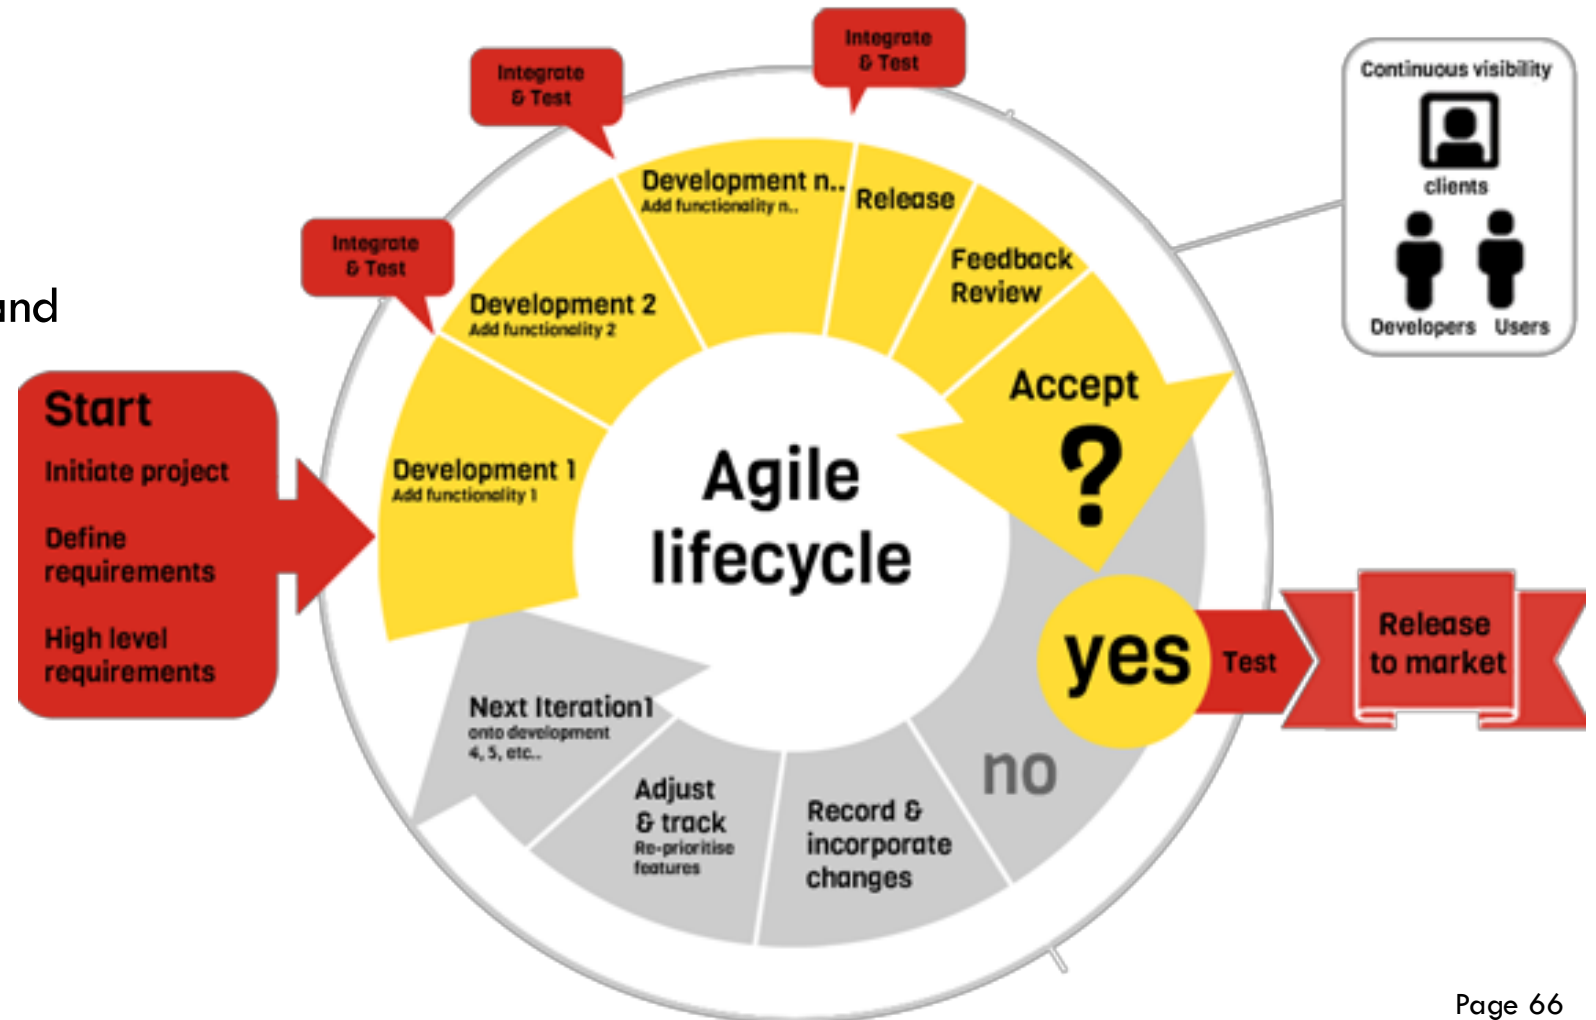 and
Start
Initiate project
Define
requirements
High level
requirements
Integrate
& Test
Integrate
& Test
Integrate
& Test
Development 1
Add functionality 1
Development 2
Add functionality 2
Development n..
Add functionality n..
Release
Feedback
Review
Accept
?
Agile
lifecycle
yes
Test
Release
to market
no
Record &
incorporate
changes
Adjust
& track
Re-prioritise
features
Next Iteration1
onto development
4, 5, etc..
Continuous visibility
clients
Developers Users
Page 66